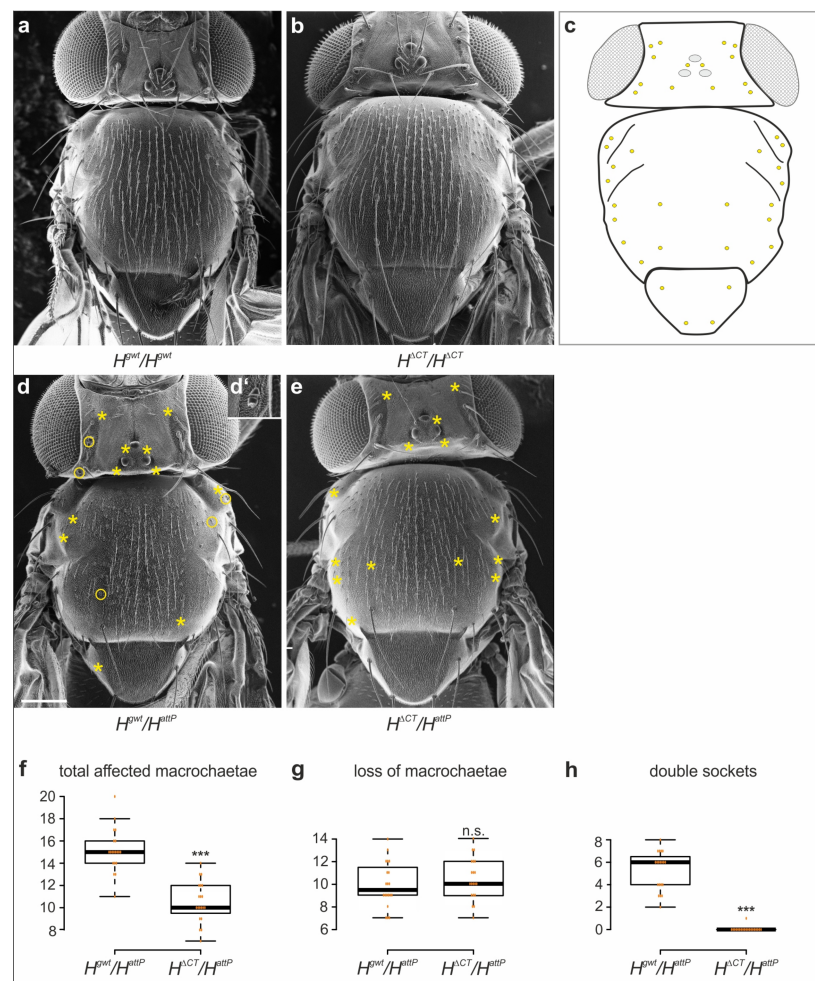 a
b
c
H^gwt/H^gwt
H^ΔCT/H^ΔCT
d
d'
e
H^gwt/H^attP
H^ΔCT/H^attP
f total affected macrochaetae
20
18
16
14
12
10
8
***
H^gwt/H^attP
H^ΔCT/H^attP
g loss of macrochaetae
14
12
10
8
6
n.s.
H^gwt/H^attP
H^ΔCT/H^attP
h double sockets
8
6
4
2
0
***
H^gwt/H^attP
H^ΔCT/H^attP